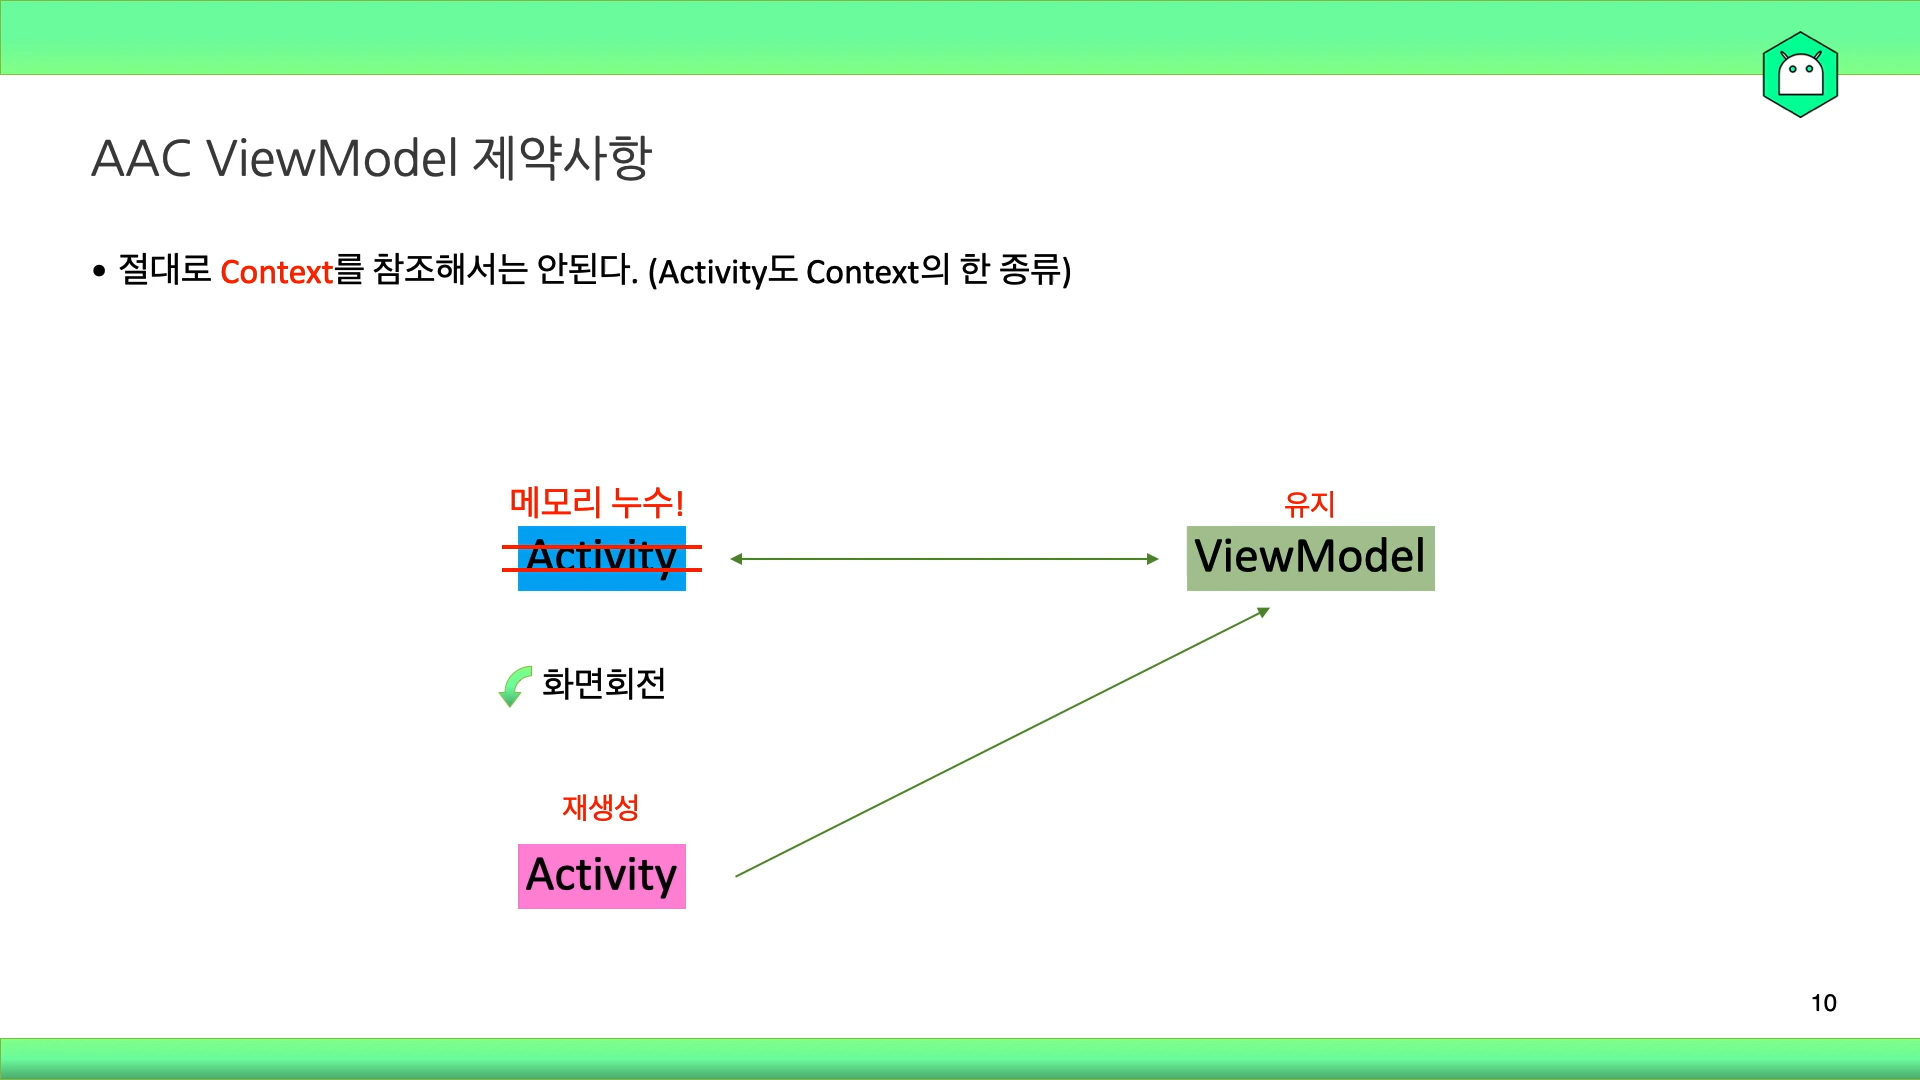 AAC ViewModel 제약사항
• 절대로 Context를 참조해서는 안된다. (Activity도 Context의 한 종류)
메모리 누수!
유지
Activity
ViewModel
화면회전
재생성
Activity
10